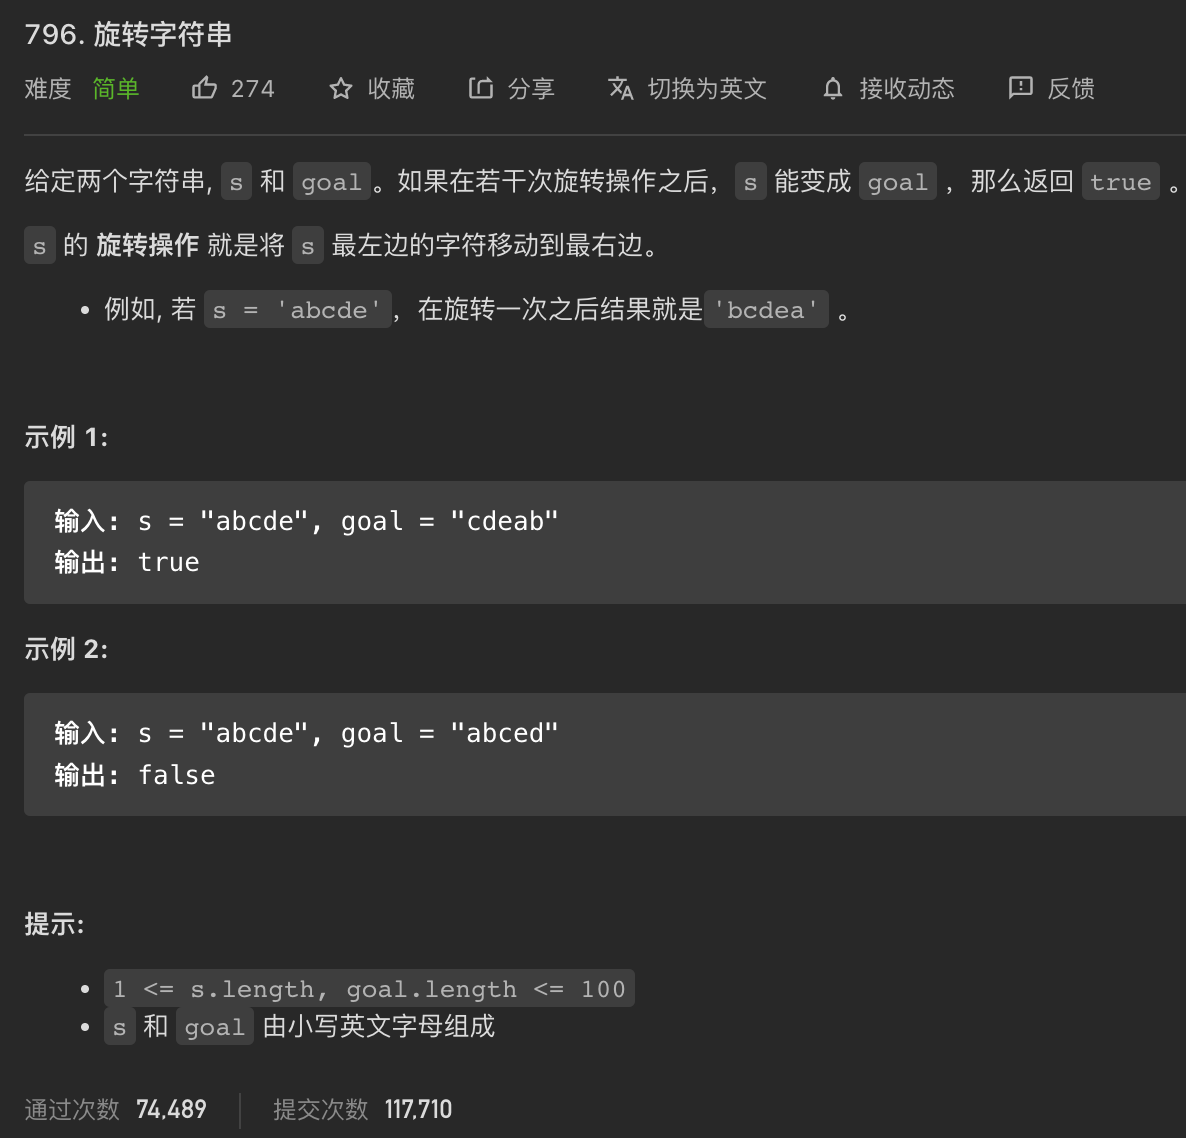 796. 旋转字符串
难度 简单 274 收藏 分享 切换为英文 接收动态 反馈
给定两个字符串, s 和 goal 。如果在若干次旋转操作之后，s 能变成 goal ，那么返回 true 。
s 的 旋转操作 就是将 s 最左边的字符移动到最右边。
• 例如, 若 s = 'abcde'，在旋转一次之后结果就是'bcdea' 。
示例 1:
输入: s = "abcde", goal = "cdeab"
输出: true
示例 2:
输入: s = "abcde", goal = "abced"
输出: false
提示:
• 1 <= s.length, goal.length <= 100
• s 和 goal 由小写英文字母组成
通过次数 74,489 提交次数 117,710